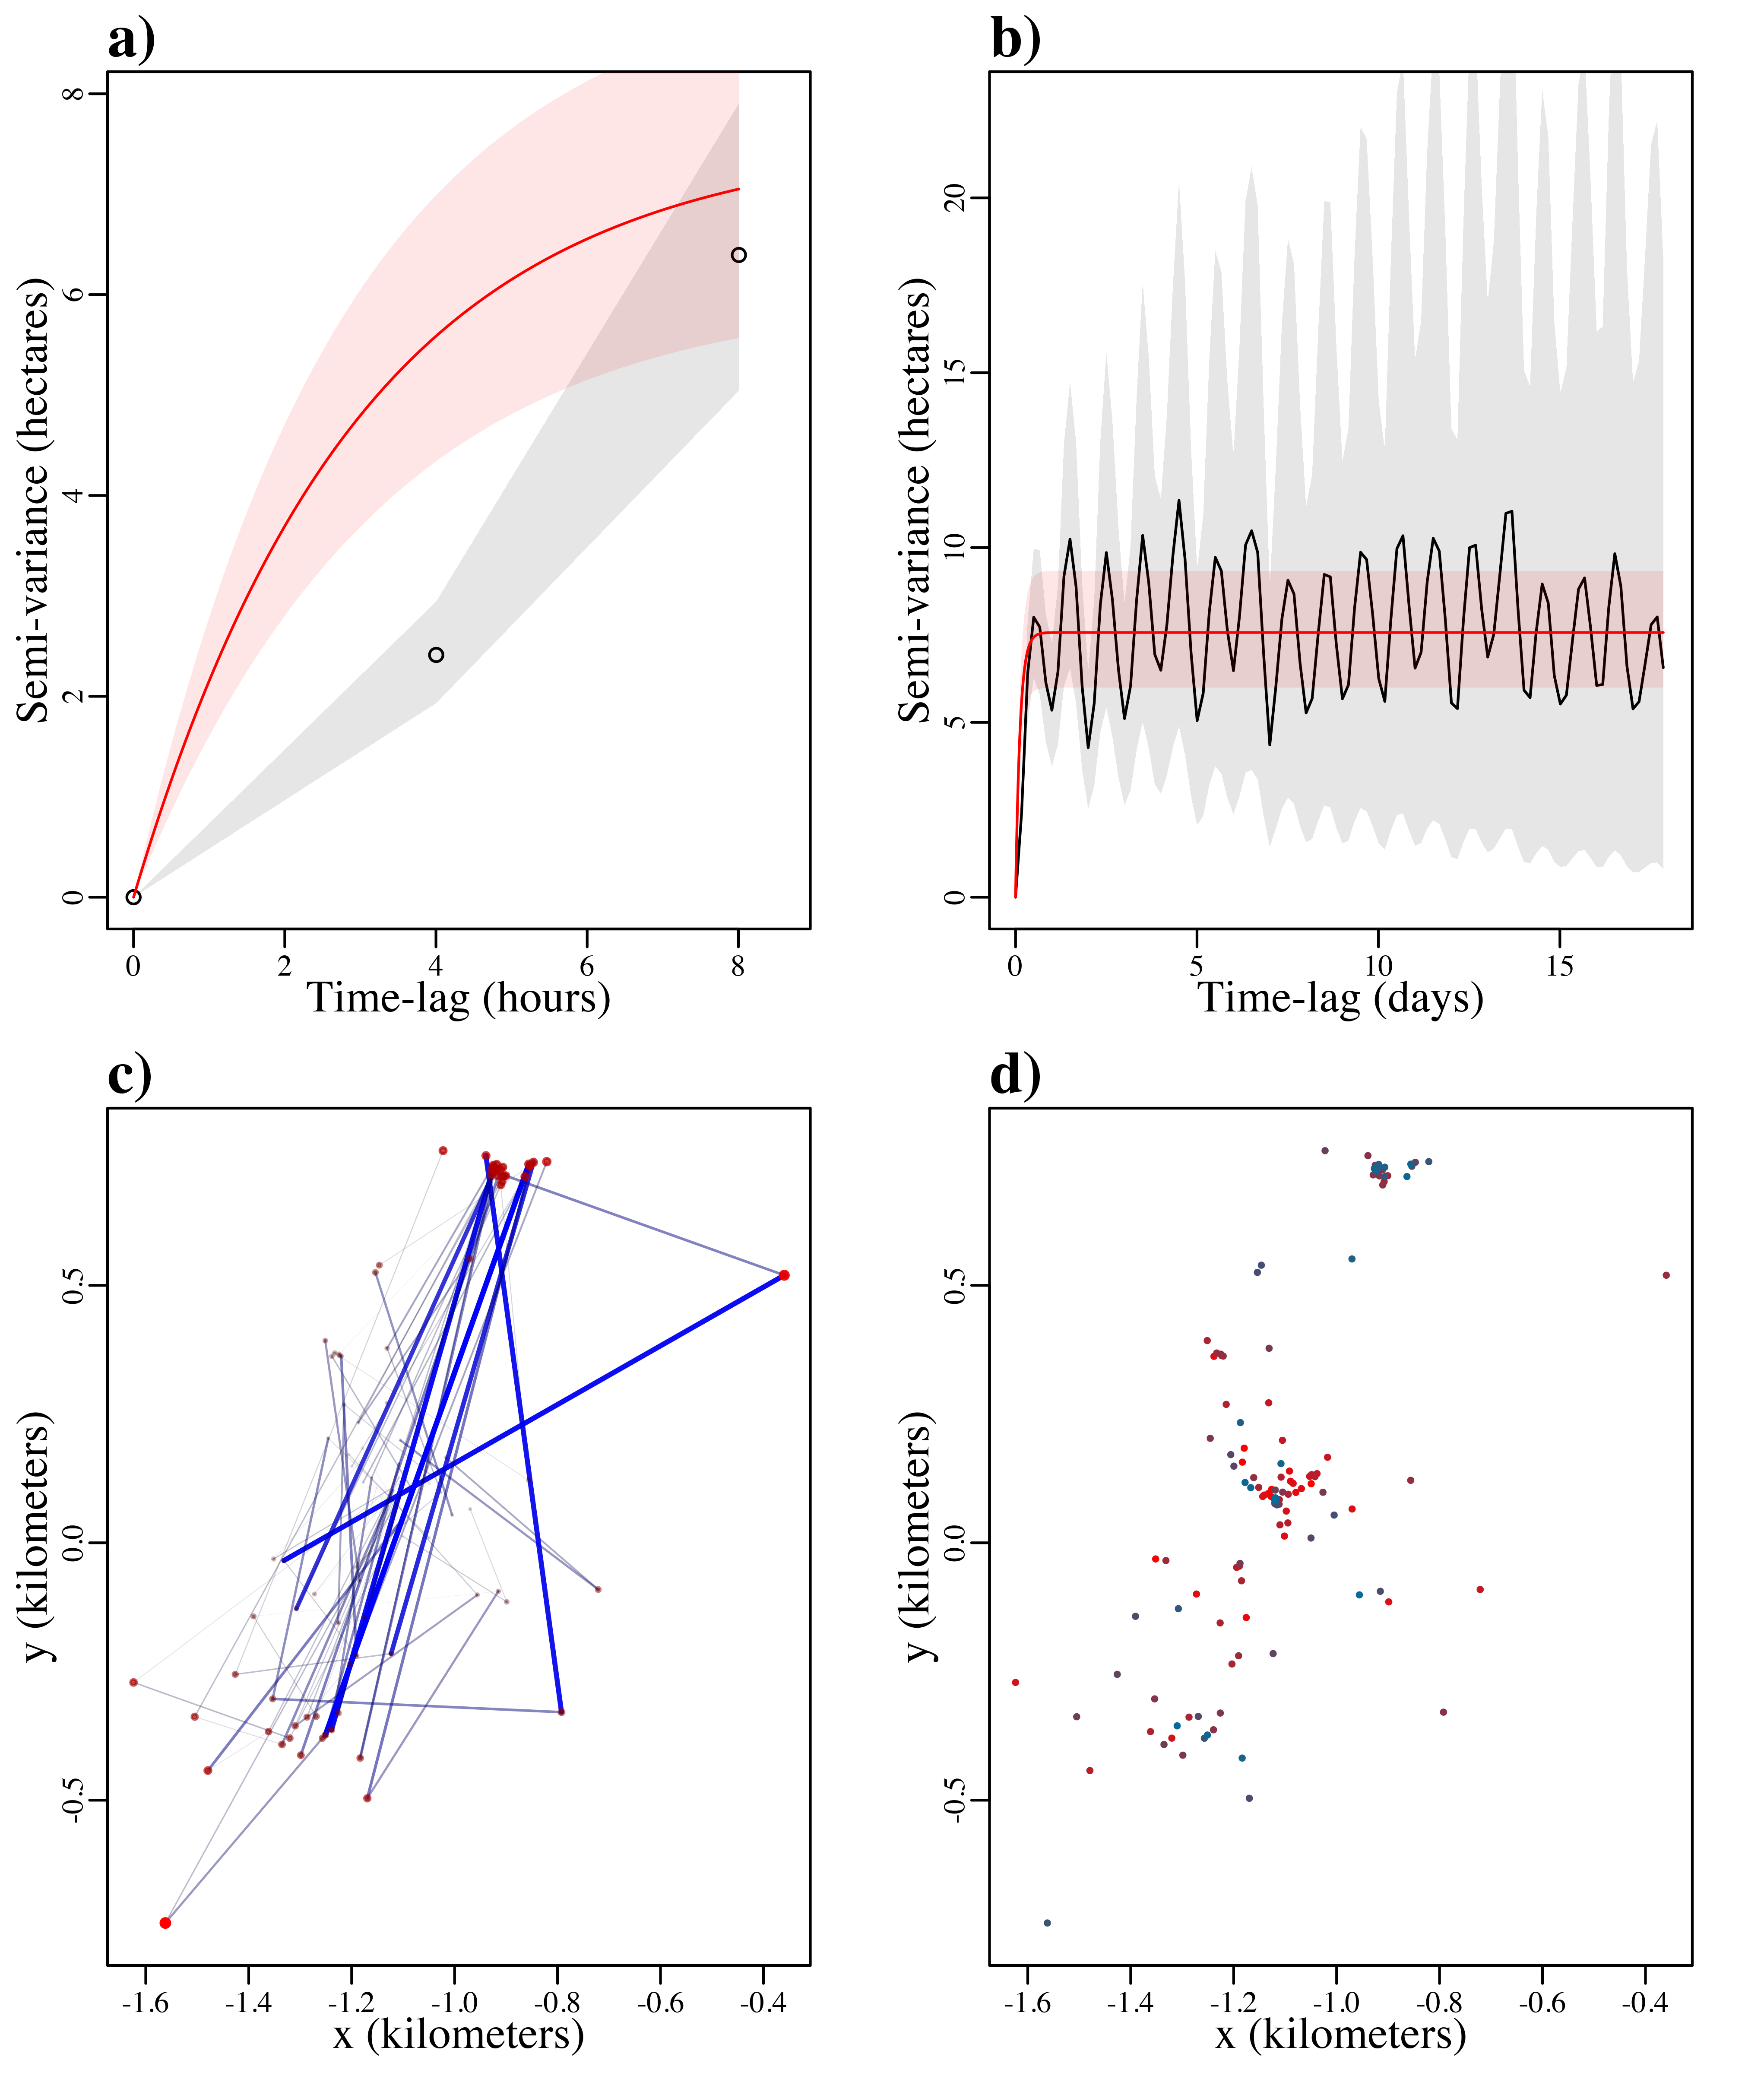 a)
Semi-variance (hectares)
8
6
4
2
0
0 2 4 6 8
Time-lag (hours)
b)
Semi-variance (hectares)
20
15
10
5
0
0 5 10 15
Time-lag (days)
c)
y (kilometers)
0.5
0.0
-0.5
-1.6 -1.4 -1.2 -1.0 -0.8 -0.6 -0.4
x (kilometers)
d)
y (kilometers)
0.5
0.0
-0.5
-1.6 -1.4 -1.2 -1.0 -0.8 -0.6 -0.4
x (kilometers)